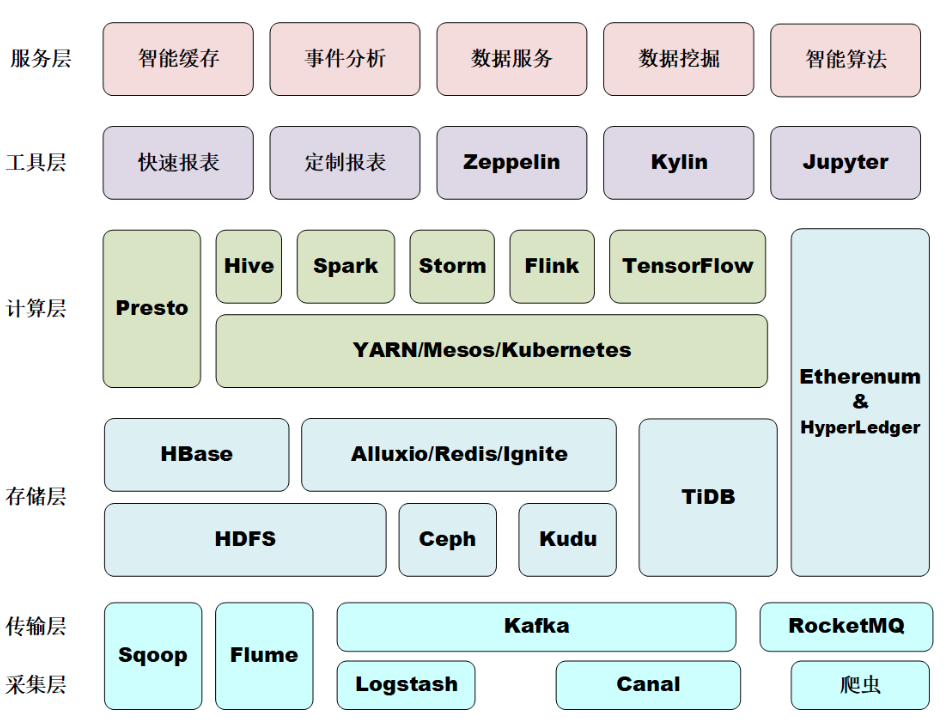 服务层
智能缓存
事件分析
数据服务
数据挖掘
智能算法
工具层
快速报表
定制报表
Zeppelin
Kylin
Jupyter
计算层
Presto
Hive
Spark
Storm
Flink
TensorFlow
YARN/Mesos/Kubernetes
Etherenum
&
HyperLedger
存储层
HBase
Alluxio/Redis/Ignite
TiDB
HDFS
Ceph
Kudu
传输层
Sqoop
Flume
Kafka
RocketMQ
采集层
Logstash
Canal
爬虫